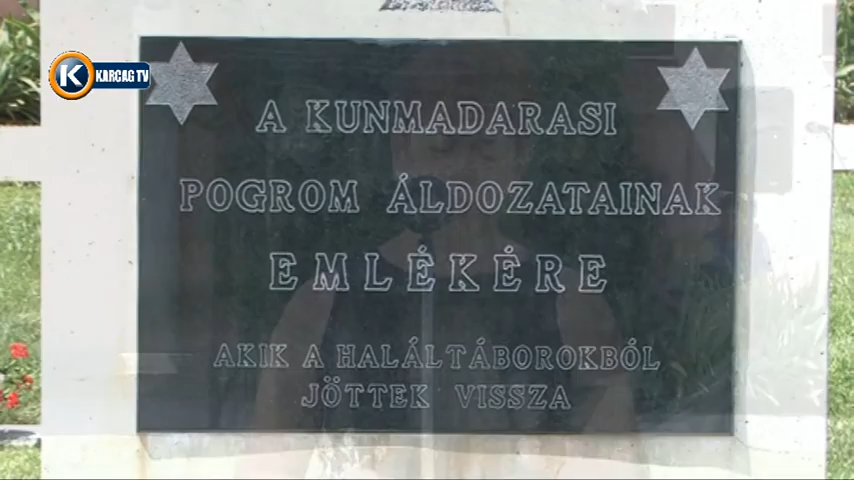 K KARCAG TV
A KUNMADARASI
POGROM ÁLDOZATAINAK
EMLÉKÉRE
AKIK A HALÁLTÁBOROKBÓL
JÖTTEK VISSZA